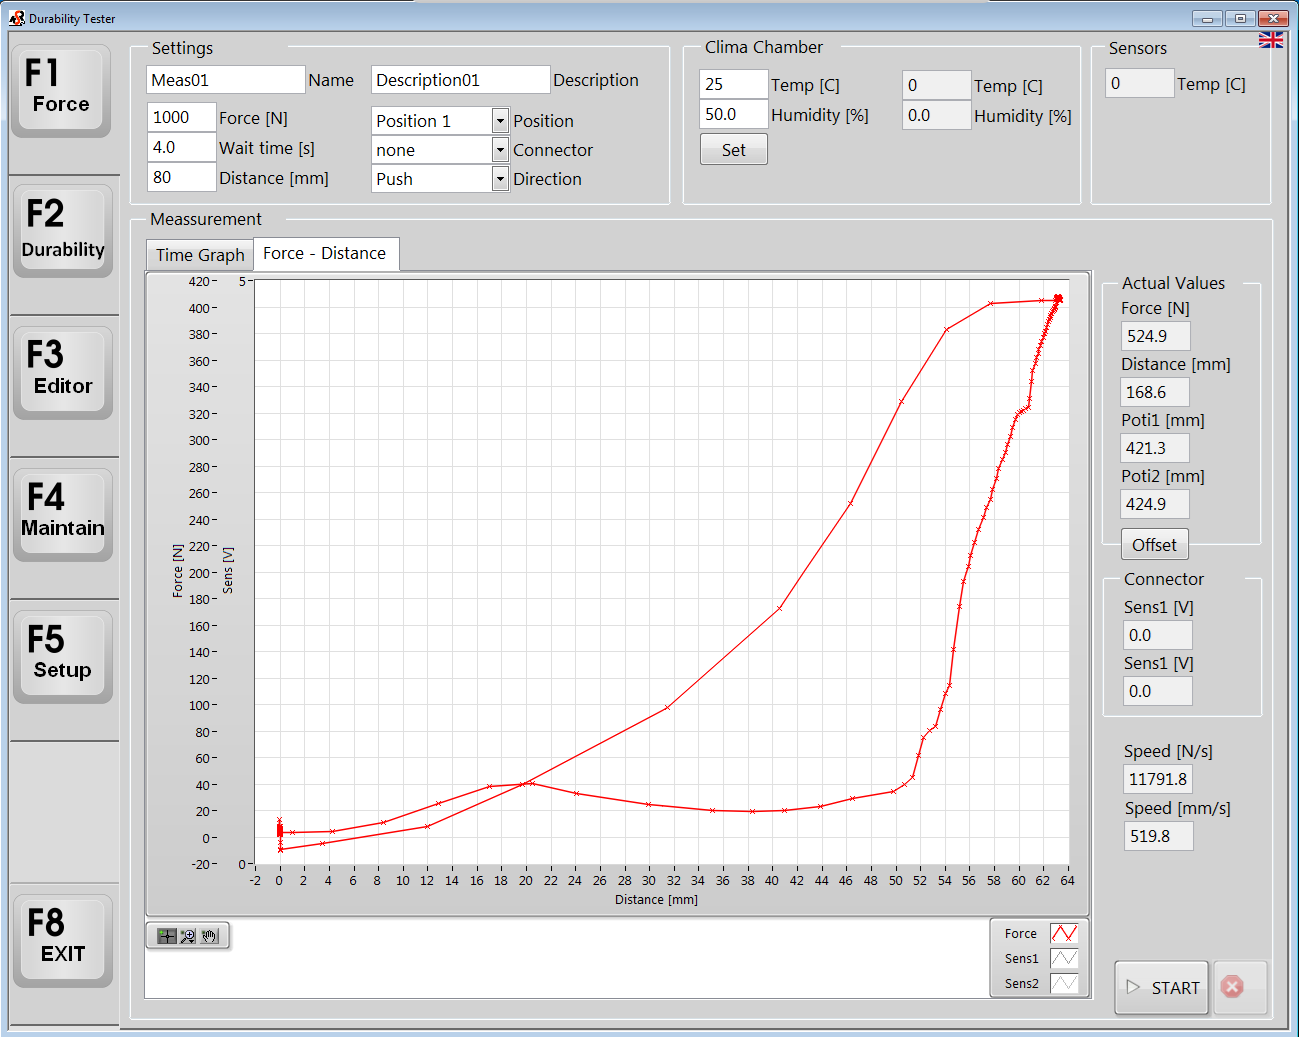 Durability Tester
F1
Force
F2
Durability
F3
Editor
F4
Maintain
F5
Setup
F8
EXIT
Settings
Meas01 Name Description01 Description
1000 Force [N] Position 1 Position
4.0 Wait time [s] none Connector
80 Distance [mm] Push Direction
Clima Chamber
25 Temp [C] 0 Temp [C]
50.0 Humidity [%] 0.0 Humidity [%]
Set
Sensors
0 Temp [C]
Meassurement
Time Graph Force - Distance
420
400
380
360
340
320
300
280
260
240
220
200
180
160
140
120
100
80
60
40
20
0
-20
Force [N]
5
0
Sens [V]
-2 0 2 4 6 8 10 12 14 16 18 20 22 24 26 28 30 32 34 36 38 40 42 44 46 48 50 52 54 56 58 60 62 64
Distance [mm]
Force
Sens1
Sens2
Actual Values
Force [N]
524.9
Distance [mm]
168.6
Poti1 [mm]
421.3
Poti2 [mm]
424.9
Offset
Connector
Sens1 [V]
0.0
Sens1 [V]
0.0
Speed [N/s]
11791.8
Speed [mm/s]
519.8
START